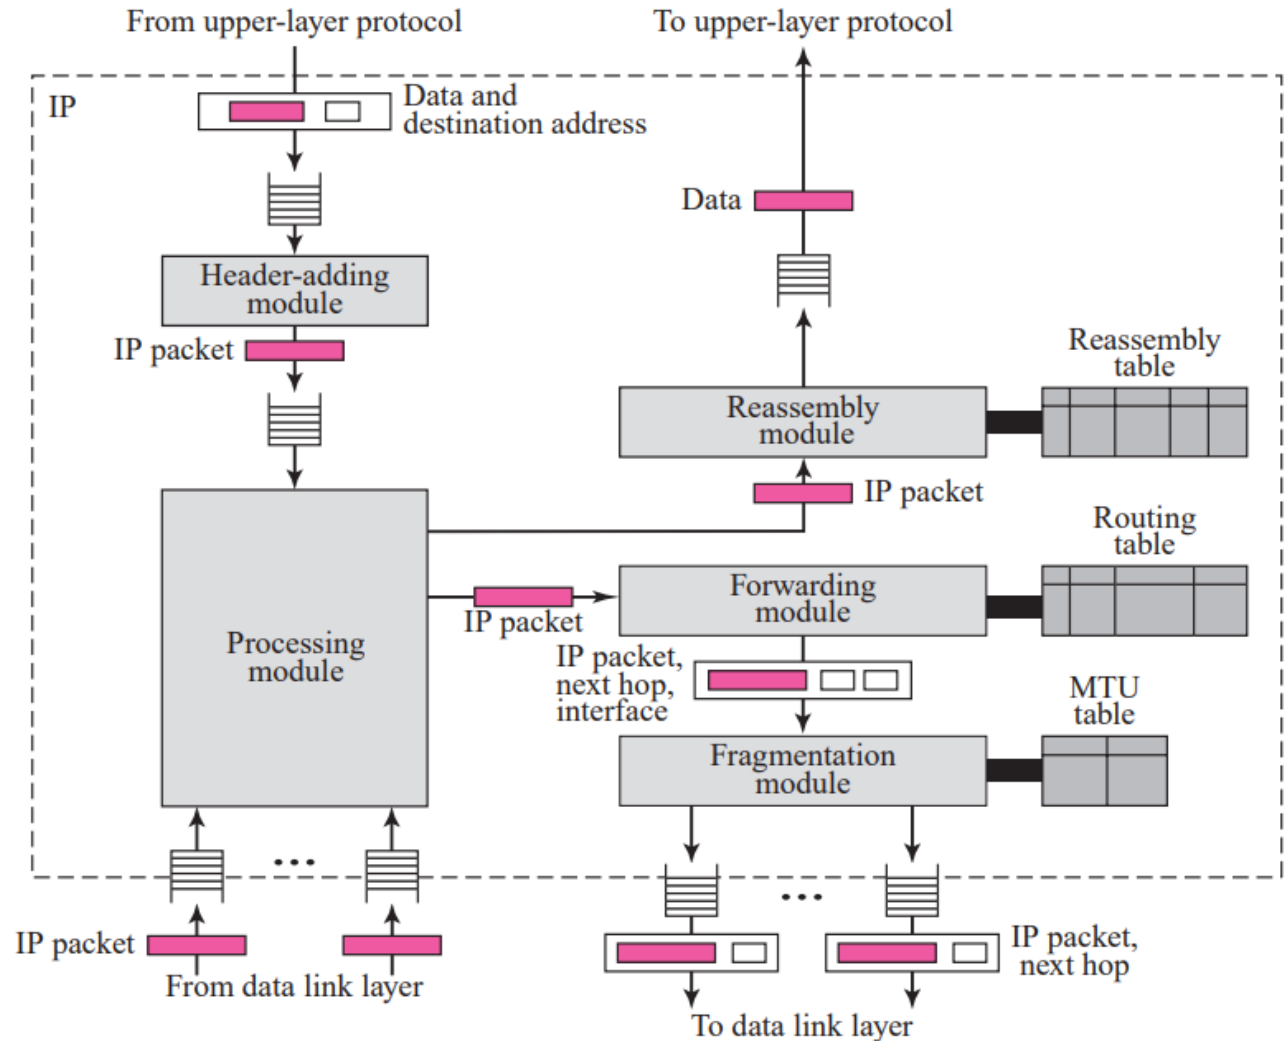 From upper-layer protocol
To upper-layer protocol
IP
Data and
destination address
Data
Header-adding
module
IP packet
Reassembly
table
Reassembly
module
IP packet
Routing
table
Forwarding
module
IP packet
Processing
module
IP packet,
next hop,
interface
MTU
table
Fragmentation
module
IP packet
From data link layer
IP packet,
next hop
To data link layer